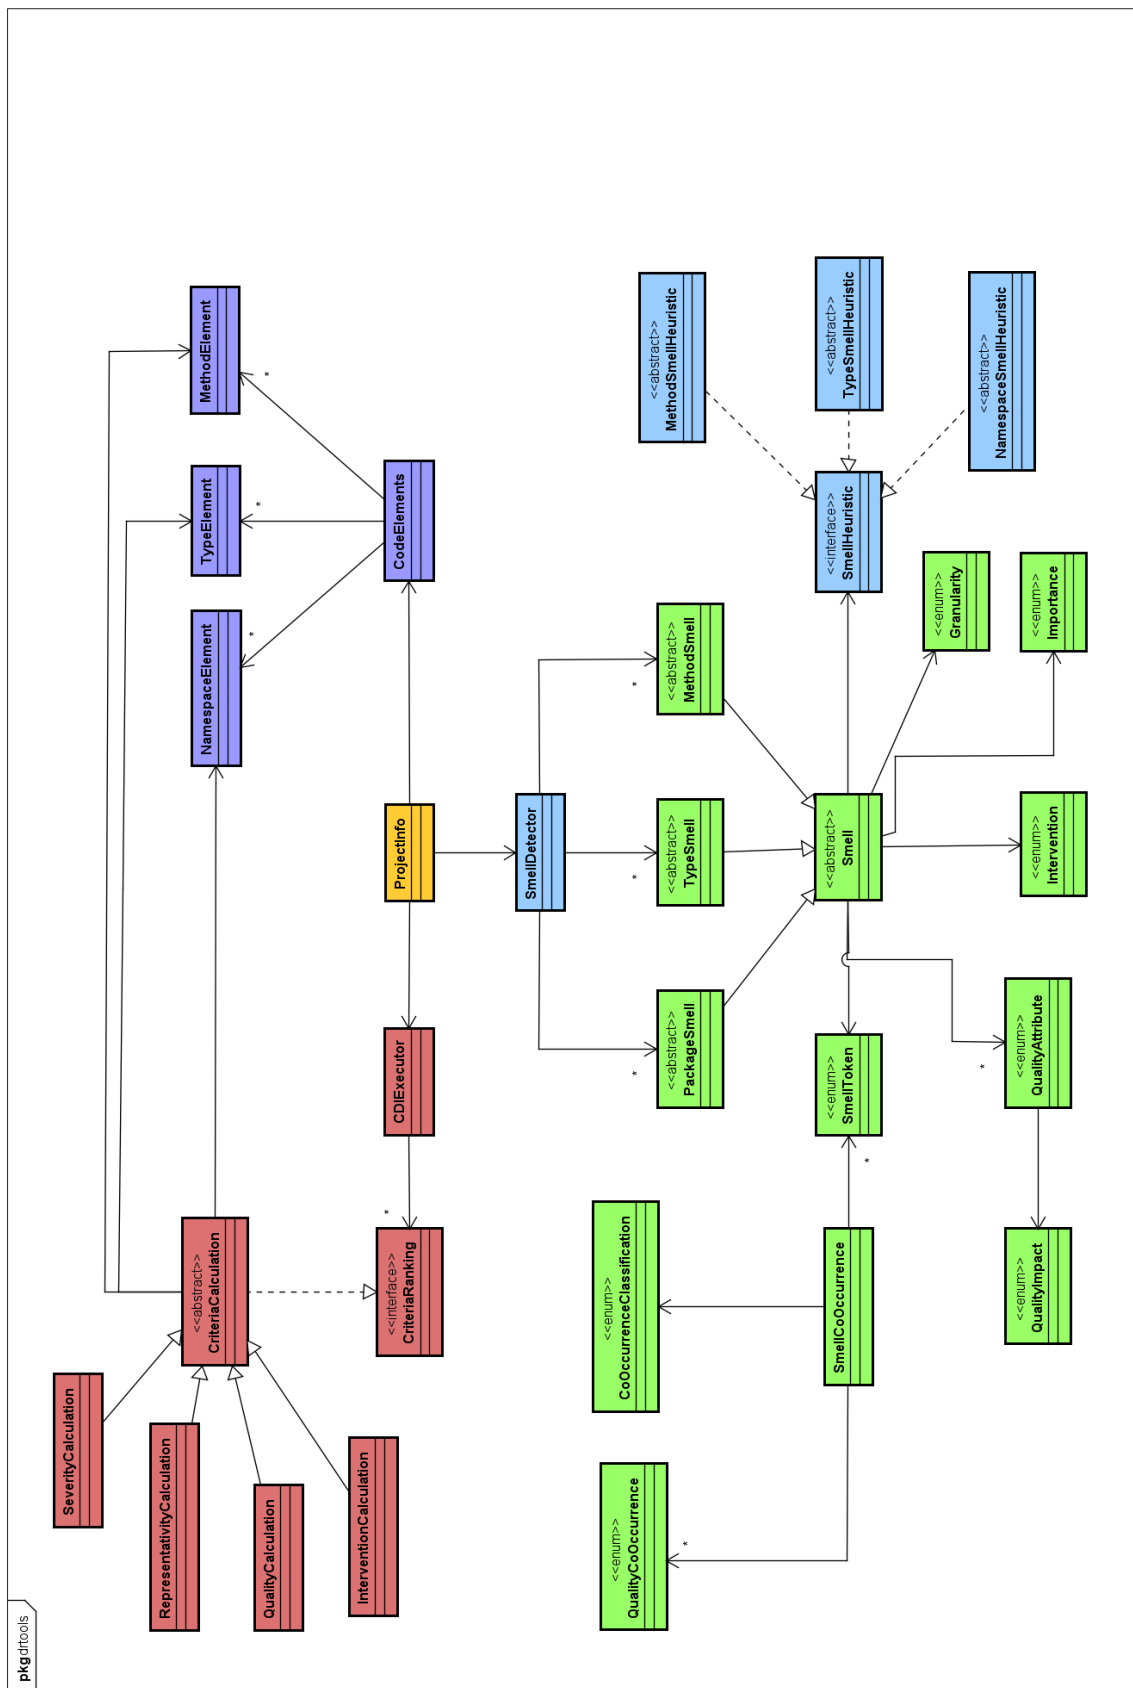 pkg drtools
SeverityCalculation
RepresentativityCalculation
QualityCalculation
InterventionCalculation
<<abstract>>
CriteriaCalculation
<<interface>>
CriteriaRanking
*
CDIExecutor
ProjectInfo
CodeElements
NamespaceElement
*
TypeElement
*
MethodElement
*
SmellDetector
<<abstract>>
PackageSmell
*
<<abstract>>
TypeSmell
*
<<abstract>>
MethodSmell
*
<<abstract>>
Smell
<<interface>>
SmellHeuristic
<<abstract>>
MethodSmellHeuristic
<<abstract>>
TypeSmellHeuristic
<<abstract>>
NamespaceSmellHeuristic
<<enum>>
Granularity
<<enum>>
Importance
<<enum>>
Intervention
<<enum>>
QualityAttribute
*
<<enum>>
QualityImpact
<<enum>>
SmellToken
*
SmellCoOccurrence
<<enum>>
CoOccurrenceClassification
<<enum>>
QualityCoOccurrence
*